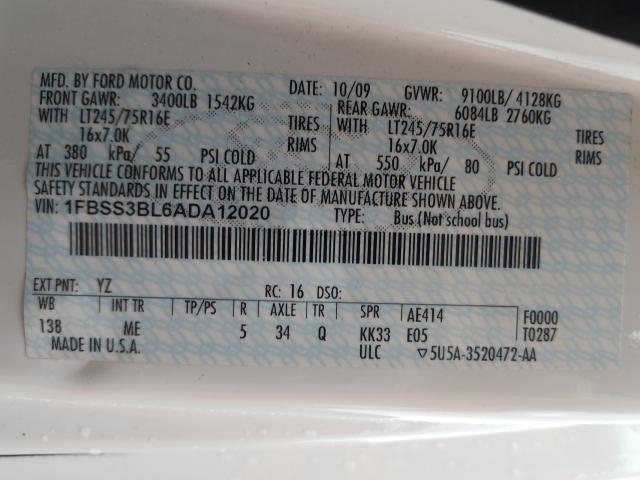 MFD. BY FORD MOTOR CO. DATE: 10/09 GVWR: 9100LB/ 4128KG
FRONT GAWR: 3400LB 1542KG REAR GAWR: 6084LB 2760KG
WITH LT245/75R16E TIRES WITH LT245/75R16E TIRES
16x7.0K RIMS 16x7.0K RIMS
AT 380 kPa/ 55 PSI COLD AT 550 kPa/ 80 PSI COLD
THIS VEHICLE CONFORMS TO ALL APPLICABLE FEDERAL MOTOR VEHICLE
SAFETY STANDARDS IN EFFECT ON THE DATE OF MANUFACTURE SHOWN ABOVE.
VIN: 1FBSS3BL6ADA12020 TYPE: Bus (Not school bus)
EXT PNT: YZ RC: 16 DSO:
WB INT TR TP/PS R AXLE TR SPR AE414 F0000
138 ME 5 34 Q KK33 E05 T0287
MADE IN U.S.A. ULC ▽5U5A-3520472-AA